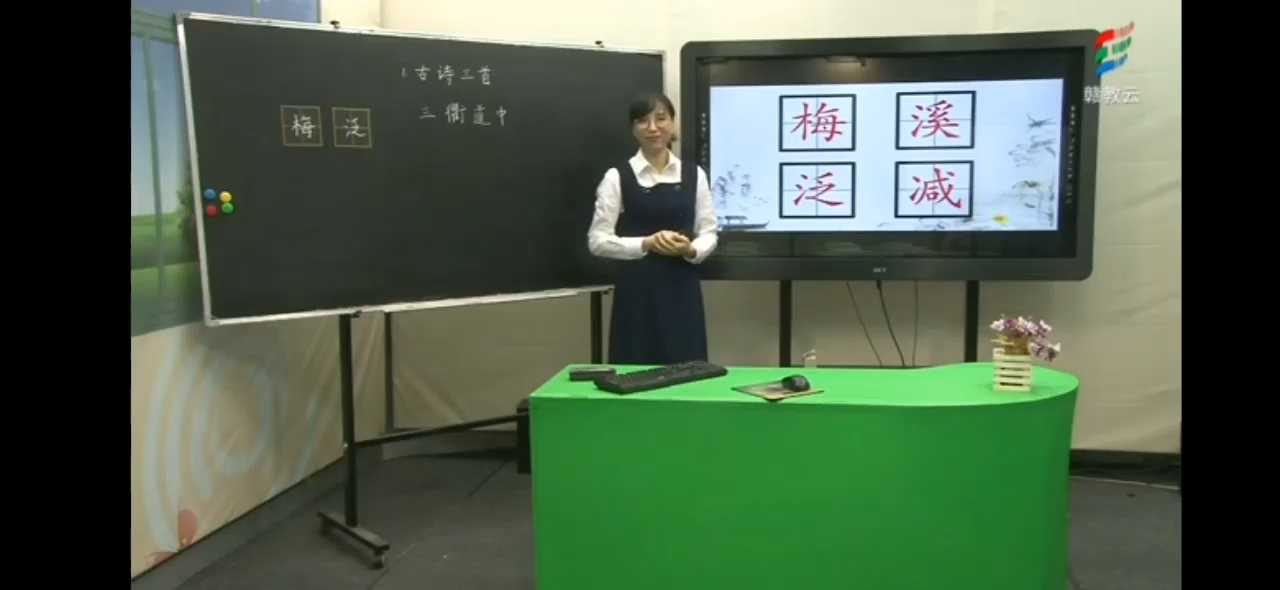 1.古诗三首
三衢道中
梅 泛
梅 溪
泛 减
赣教云